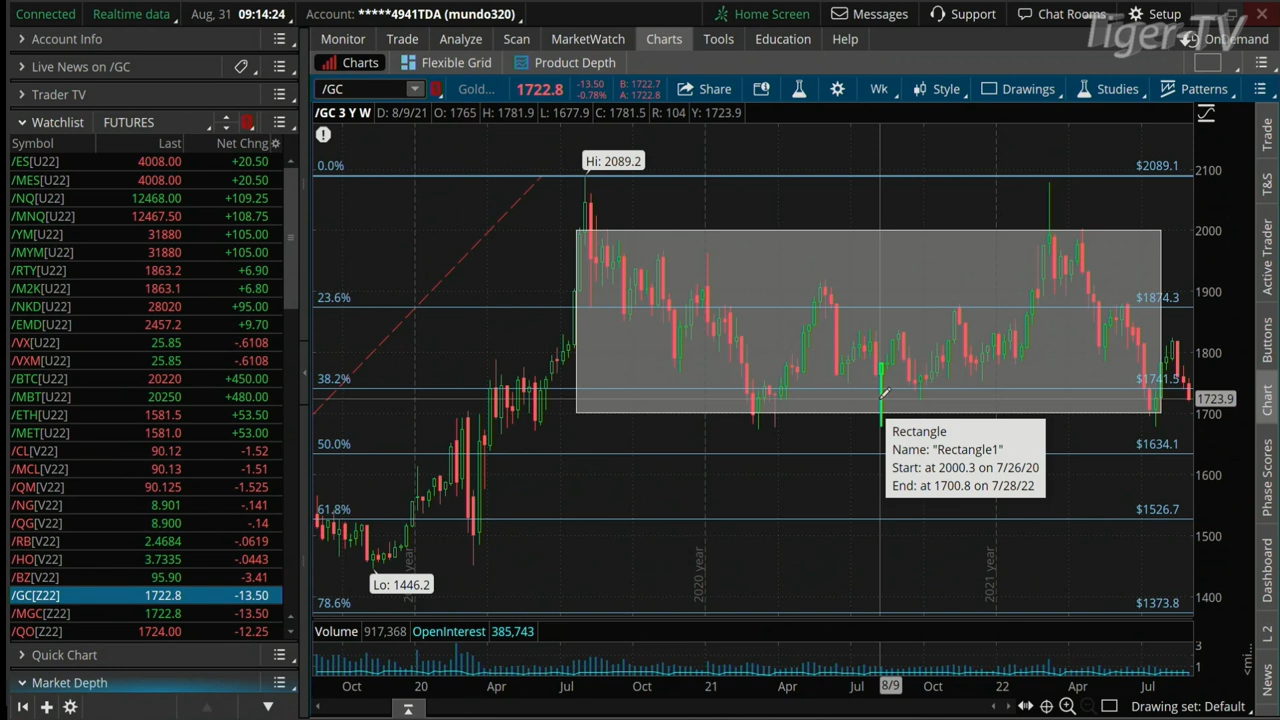 Connected Realtime data Aug, 31 09:14:24 Account: *****4941TDA (mundo320) Home Screen Messages Support Chat Rooms Setup
Tiger-TV
OnDemand
Account Info
Live News on /GC
Trader TV
Watchlist FUTURES
Symbol Last Net Chng
/ES[U22] 4008.00 +20.50
/MES[U22] 4008.00 +20.50
/NQ[U22] 12468.00 +109.25
/MNQ[U22] 12467.50 +108.75
/YM[U22] 31880 +105.00
/MYM[U22] 31880 +105.00
/RTY[U22] 1863.2 +6.90
/M2K[U22] 1863.1 +6.80
/NKD[U22] 28020 +95.00
/EMD[U22] 2457.2 +9.70
/VX[U22] 25.85 -.6108
/VXM[U22] 25.85 -.6108
/BTC[U22] 20220 +450.00
/MBT[U22] 20250 +480.00
/ETH[U22] 1581.0 +53.50
/MET[U22] 1581.0 +53.00
/CL[V22] 90.12 -1.52
/MCL[V22] 90.13 -1.51
/QM[V22] 90.125 -1.525
/NG[V22] 8.901 -.141
/QG[V22] 8.900 -.14
/RB[V22] 2.4684 -.0619
/HO[V22] 3.7335 -.0443
/BZ[V22] 95.90 -3.41
/GC[Z22] 1722.8 -13.50
/MGC[Z22] 1722.8 -13.50
/QO[Z22] 1724.00 -12.25
Quick Chart
Market Depth
Monitor Trade Analyze Scan MarketWatch Charts Tools Education Help
Charts Flexible Grid Product Depth
/GC Gold... 1722.8 -13.50 -0.78% B: 1722.7 A: 1722.8 Share Wk Style Drawings Studies Patterns
/GC 3 Y W D: 8/9/21 O: 1765 H: 1781.9 L: 1677.9 C: 1781.5 R: 104 Y: 1723.9
Hi: 2089.2
0.0% $2089.1
23.6% $1874.3
38.2% $1741.5
50.0% $1634.1
61.8% $1526.7
78.6% $1373.8
Lo: 1446.2
Rectangle
Name: "Rectangle1"
Start: at 2000.3 on 7/26/20
End: at 1700.8 on 7/28/22
2100
2000
1900
1800
1723.9
1700
1600
1500
1400
2020 year
2021 year
Volume 917,368 OpenInterest 385,743
3
1
<mi...
Oct 20 Apr Jul Oct 21 Apr Jul 8/9 Oct 22 Apr Jul
Drawing set: Default
Trade
T&S
Active Trader
Buttons
Chart
Phase Scores
Dashboard
L 2
News